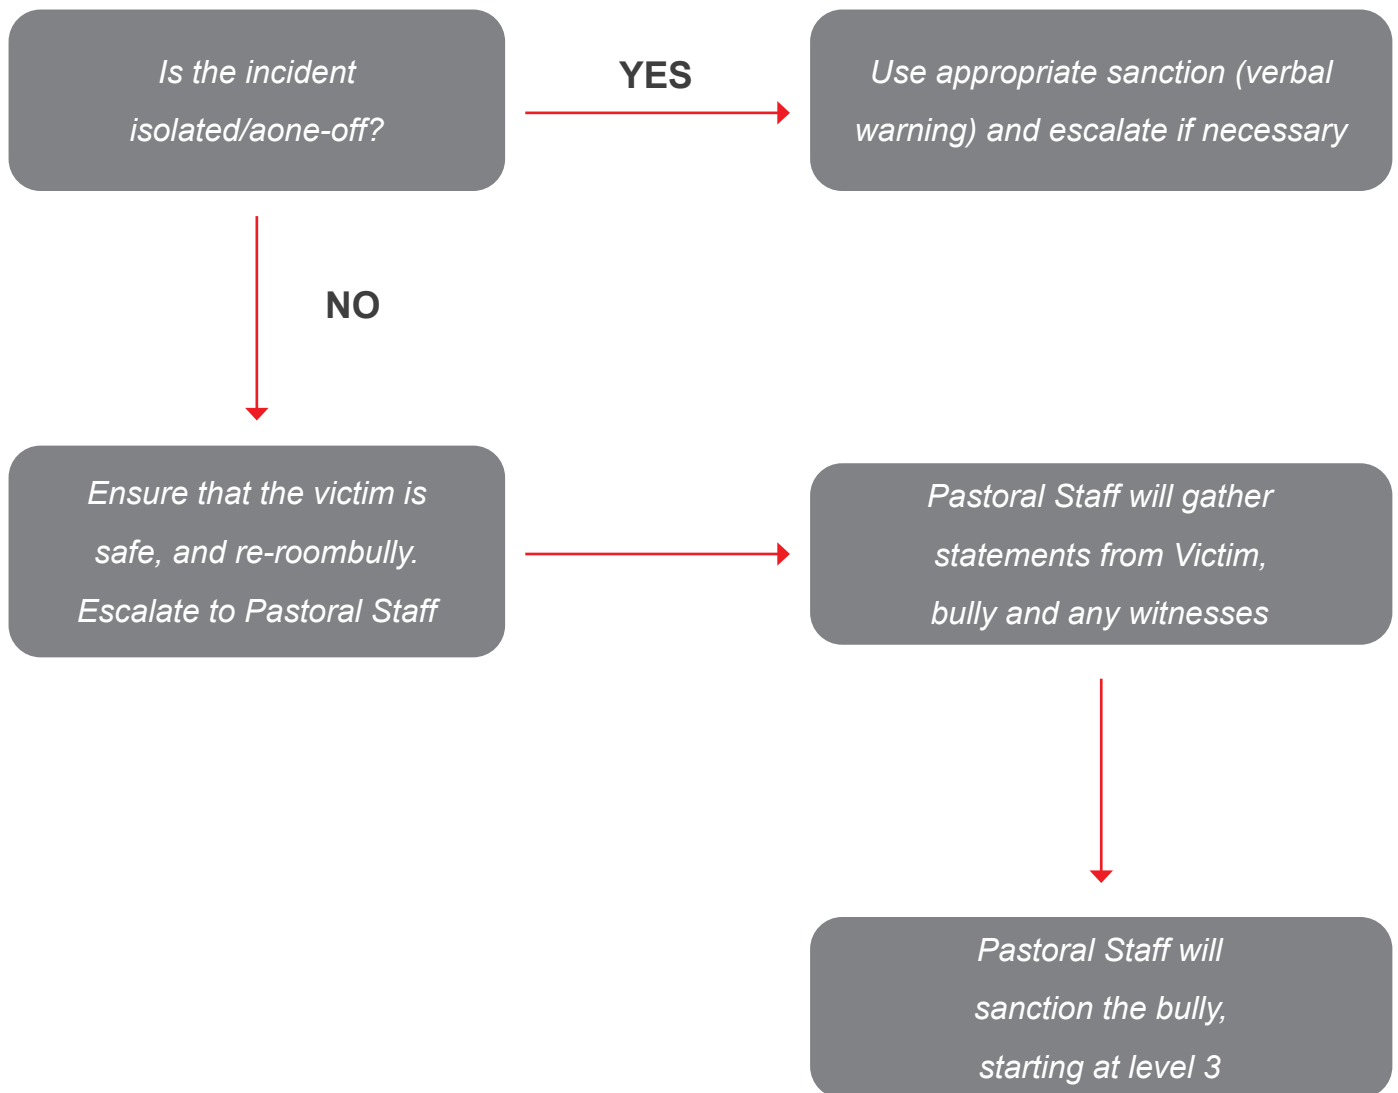 Is the incident
isolated/aone-off?
YES
Use appropriate sanction (verbal
warning) and escalate if necessary
NO
Ensure that the victim is
safe, and re-roombully.
Escalate to Pastoral Staff
Pastoral Staff will gather
statements from Victim,
bully and any witnesses
Pastoral Staff will
sanction the bully,
starting at level 3